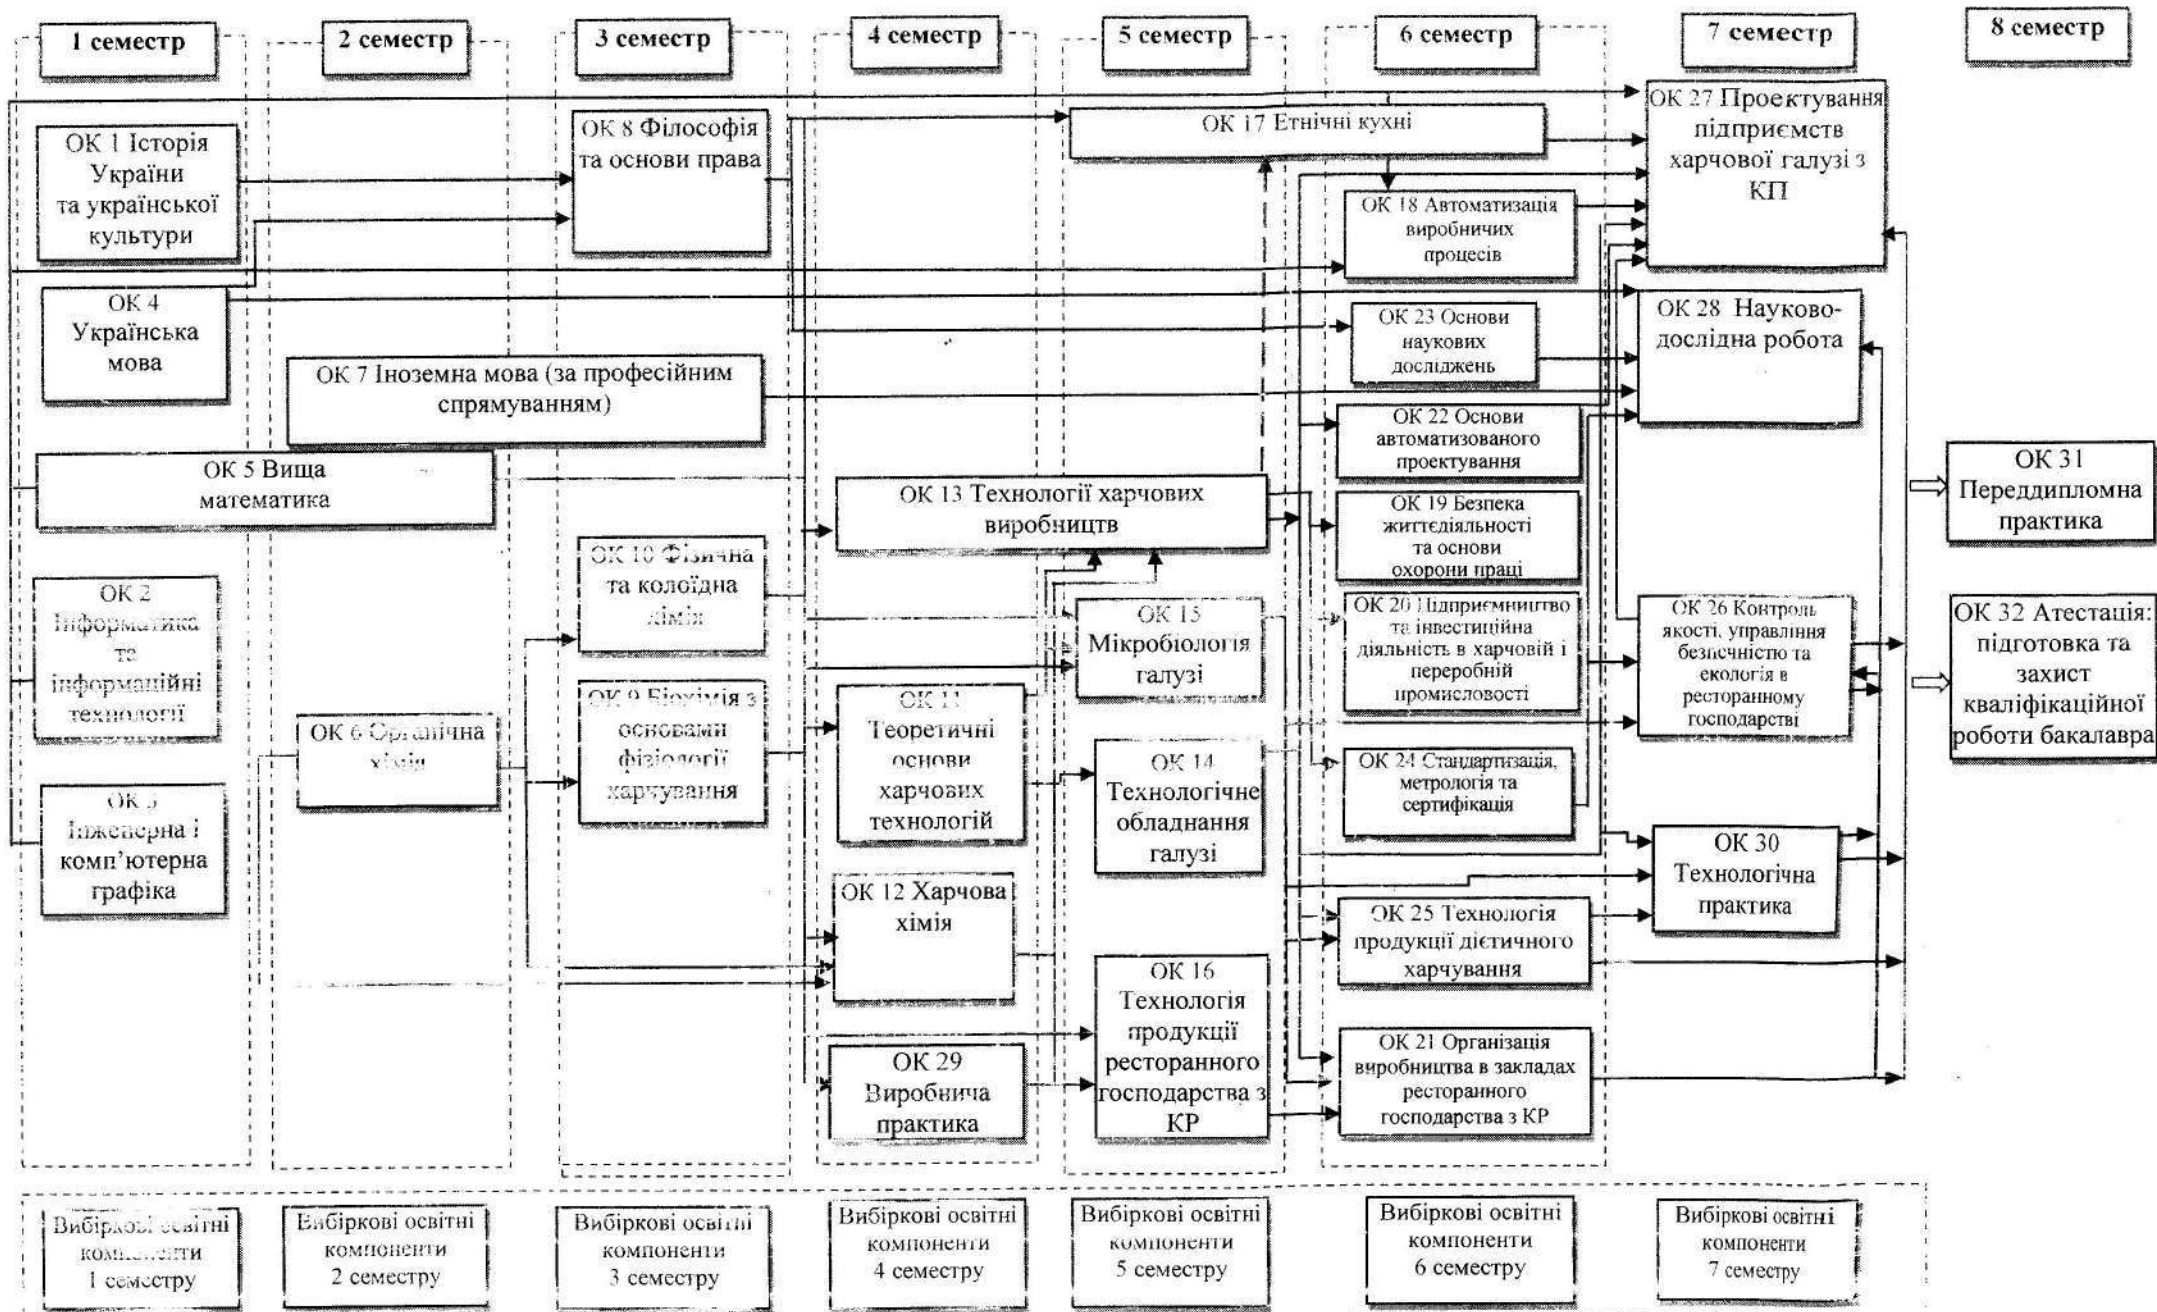 1 семестр
2 семестр
3 семестр
4 семестр
5 семестр
6 семестр
7 семестр
8 семестр
ОК 1 Історія
України
та української
культури
ОК 4
Українська
мова
ОК 5 Вища
математика
ОК 2
Інформатика
та
інформаційні
технології
ОК 3
Інженерна і
комп’ютерна
графіка
ОК 7 Іноземна мова (за професійним
спрямуванням)
ОК 6 Органічна
хімія
ОК 8 Філософія
та основи права
ОК 10 Фізична
та колоїдна
хімія
ОК 9 Біохімія з
основами
фізіології
харчування
ОК 13 Технології харчових
виробництв
ОК 11
Теоретичні
основи
харчових
технологій
ОК 12 Харчова
хімія
ОК 29
Виробнича
практика
ОК 17 Етнічні кухні
ОК 15
Мікробіологія
галузі
ОК 14
Технологічне
обладнання
галузі
ОК 16
Технологія
продукції
ресторанного
господарства з
КР
ОК 18 Автоматизація
виробничих
процесів
ОК 23 Основи
наукових
досліджень
ОК 22 Основи
автоматизованого
проектування
ОК 19 Безпека
життєдіяльності
та основи
охорони праці
ОК 20 Підприємництво
та інвестиційна
діяльність в харчовій і
переробній
промисловості
ОК 24 Стандартизація,
метрологія та
сертифікація
ОК 25 Технологія
продукції дієтичного
харчування
ОК 21 Організація
виробництва в закладах
ресторанного
господарства з КР
ОК 27 Проектування
підприємств
харчової галузі з
КП
ОК 28 Науково-
дослідна робота
ОК 26 Контроль
якості, управління
безпечністю та
екологія в
ресторанному
господарстві
ОК 30
Технологічна
практика
ОК 31
Переддипломна
практика
ОК 32 Атестація:
підготовка та
захист
кваліфікаційної
роботи бакалавра
Вибіркові освітні
компоненти
1 семестру
Вибіркові освітні
компоненти
2 семестру
Вибіркові освітні
компоненти
3 семестру
Вибіркові освітні
компоненти
4 семестру
Вибіркові освітні
компоненти
5 семестру
Вибіркові освітні
компоненти
6 семестру
Вибіркові освітні
компоненти
7 семестру